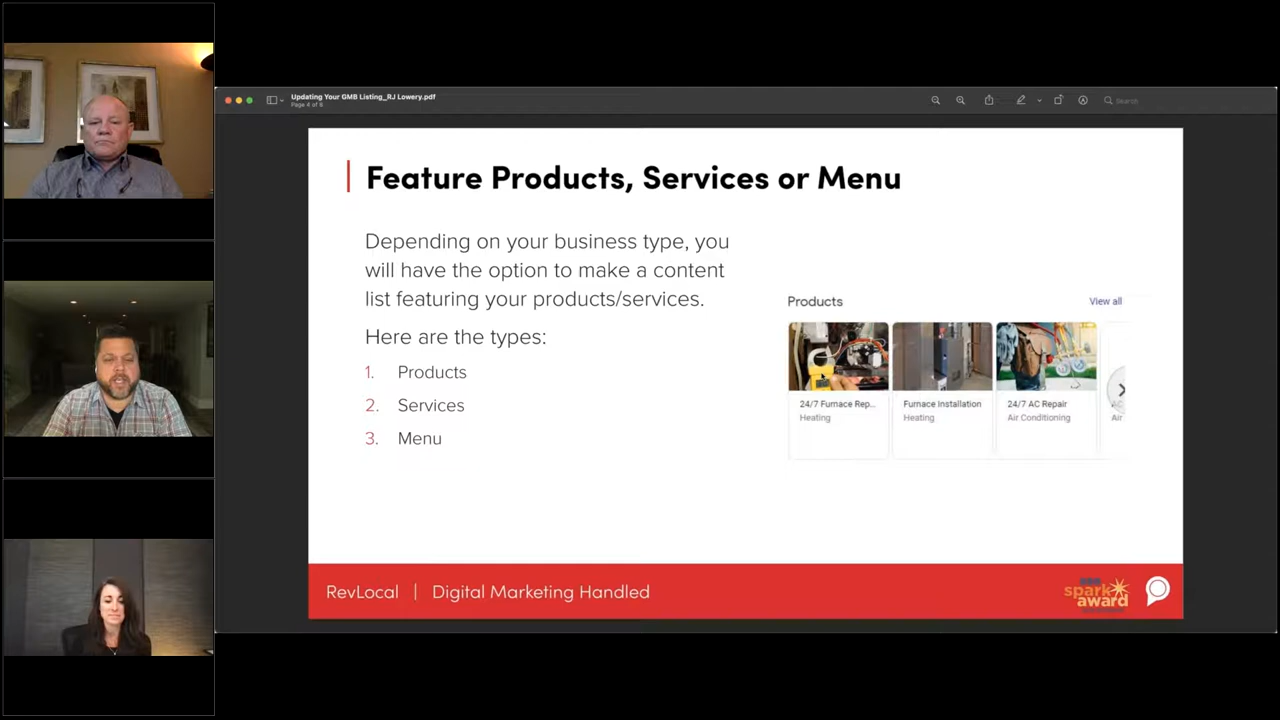 Updating Your GMB Listing_RJ Lowery.pdf
Search
Feature Products, Services or Menu
Depending on your business type, you
will have the option to make a content
list featuring your products/services.
Here are the types:
1. Products
2. Services
3. Menu
Products
View all
24/7 Furnace Rep...
Heating
Furnace Installation
Heating
24/7 AC Repair
Air Conditioning
Air
RevLocal | Digital Marketing Handled
spark
award